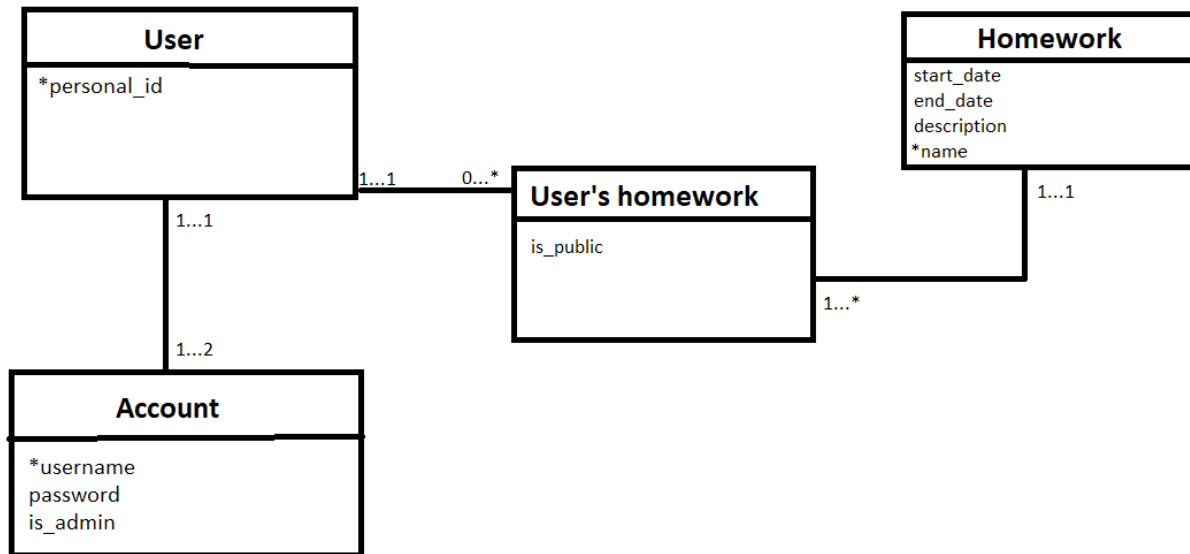 User
*personal_id
Homework
start_date
end_date
description
*name
1...1
0...*
User's homework
is_public
1...1
1...*
1...1
1...2
Account
*username
password
is_admin